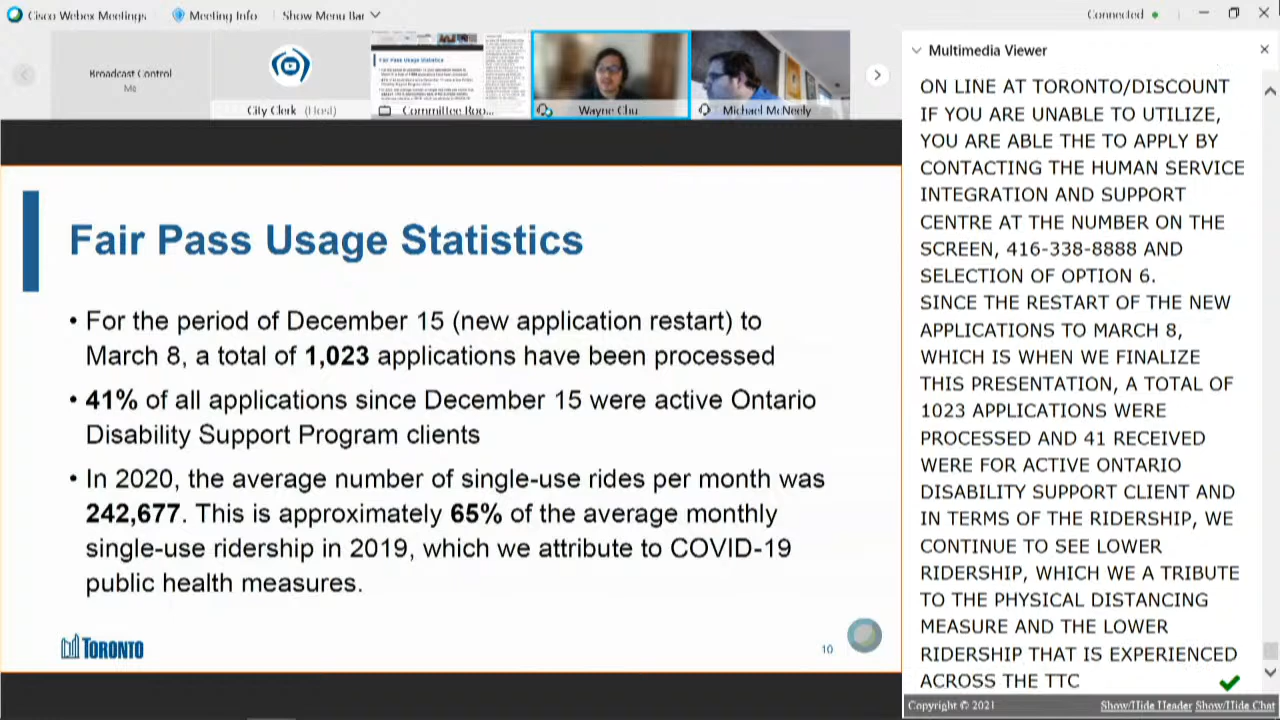 Cisco Webex Meetings
Meeting Info
Show Menu Bar
Connected
Broadcast Control
Me
City Clerk (Host)
Fair Pass Usage Statistics
Committee Roo...
Wayne Chu
Michael McNeely
Fair Pass Usage Statistics
• For the period of December 15 (new application restart) to
March 8, a total of 1,023 applications have been processed
• 41% of all applications since December 15 were active Ontario
Disability Support Program clients
• In 2020, the average number of single-use rides per month was
242,677. This is approximately 65% of the average monthly
single-use ridership in 2019, which we attribute to COVID-19
public health measures.
TORONTO
10
Multimedia Viewer
ON LINE AT TORONTO/DISCOUNT
IF YOU ARE UNABLE TO UTILIZE,
YOU ARE ABLE THE TO APPLY BY
CONTACTING THE HUMAN SERVICE
INTEGRATION AND SUPPORT
CENTRE AT THE NUMBER ON THE
SCREEN, 416-338-8888 AND
SELECTION OF OPTION 6.
SINCE THE RESTART OF THE NEW
APPLICATIONS TO MARCH 8,
WHICH IS WHEN WE FINALIZE
THIS PRESENTATION, A TOTAL OF
1023 APPLICATIONS WERE
PROCESSED AND 41 RECEIVED
WERE FOR ACTIVE ONTARIO
DISABILITY SUPPORT CLIENT AND
IN TERMS OF THE RIDERSHIP, WE
CONTINUE TO SEE LOWER
RIDERSHIP, WHICH WE A TRIBUTE
TO THE PHYSICAL DISTANCING
MEASURE AND THE LOWER
RIDERSHIP THAT IS EXPERIENCED
ACROSS THE TTC
Copyright © 2021
Show/Hide Header Show/Hide Chat